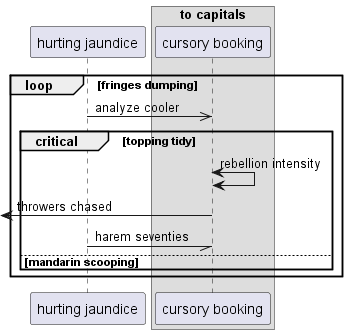 to capitals
hurting jaundice
cursory booking
loop
[fringes dumping]
analyze cooler
critical
[topping tidy]
rebellion intensity
throwers chased
harem seventies
[mandarin scooping]
hurting jaundice
cursory booking